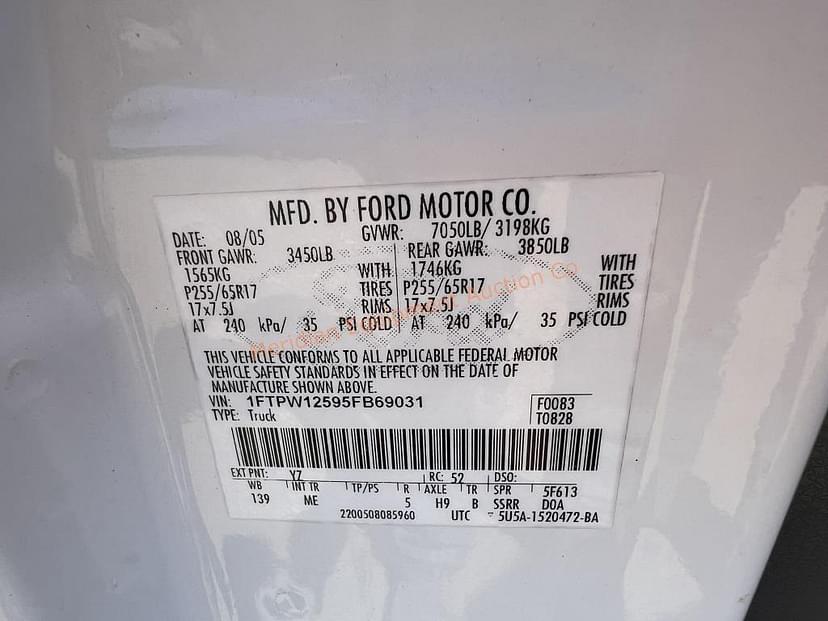 MFD. BY FORD MOTOR CO.
DATE: 08/05 GVWR: 7050LB/ 3198KG
FRONT GAWR: 3450LB REAR GAWR: 3850LB
1565KG WITH 1746KG WITH
P255/65R17 TIRES P255/65R17 TIRES
17x7.5J RIMS 17x7.5J RIMS
AT 240 kPa/ 35 PSI COLD AT 240 kPa/ 35 PSI COLD
Meridian Equipment Auction Co
THIS VEHICLE CONFORMS TO ALL APPLICABLE FEDERAL MOTOR
VEHICLE SAFETY STANDARDS IN EFFECT ON THE DATE OF
MANUFACTURE SHOWN ABOVE.
VIN: 1FTPW12595FB69031 F0083
TYPE: Truck T0828
EXT PNT: YZ RC: 52 DSO:
WB INT TR TP/PS R AXLE TR SPR 5F613
139 ME 5 H9 B SSRR DOA
2200508085960 UTC 5U5A-1520472-BA